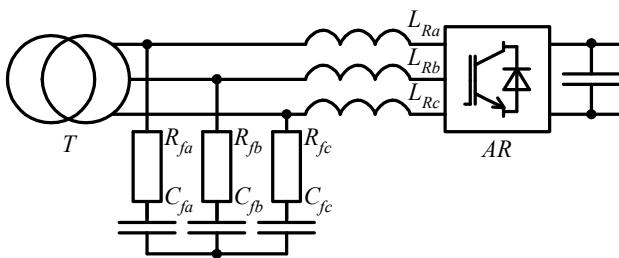 L_Ra
L_Rb
L_Rc
T
R_fa R_fb R_fc
AR
C_fa C_fb C_fc